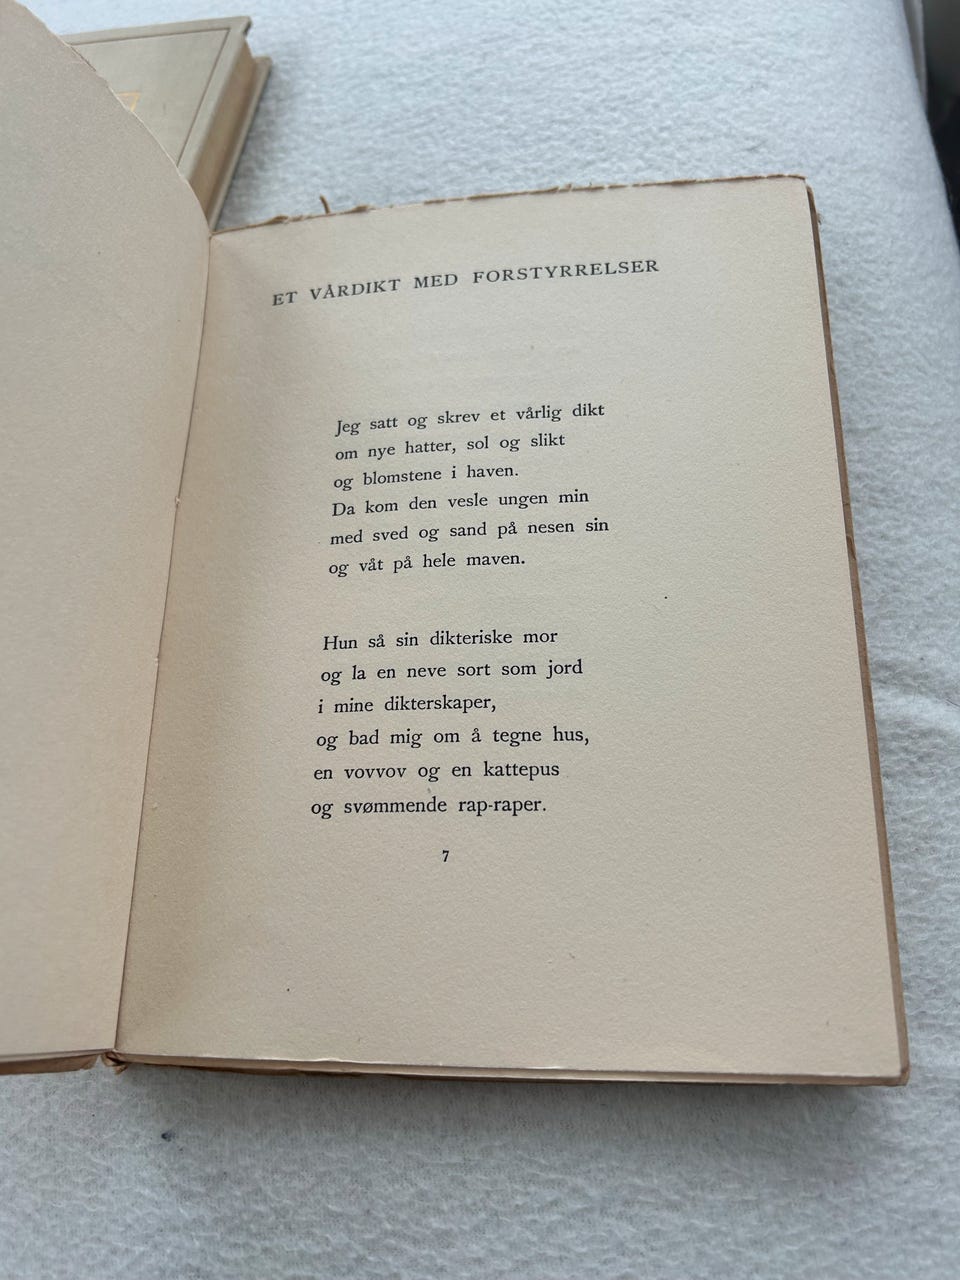 ET VÅRDIKT MED FORSTYRRELSER
Jeg satt og skrev et vårlig dikt
om nye hatter, sol og slikt
og blomstene i haven.
Da kom den vesle ungen min
med sved og sand på nesen sin
og våt på hele maven.
Hun så sin dikteriske mor
og la en neve sort som jord
i mine dikterskaper,
og bad mig om å tegne hus,
en vovvov og en kattepus
og svømmende rap-raper.
7